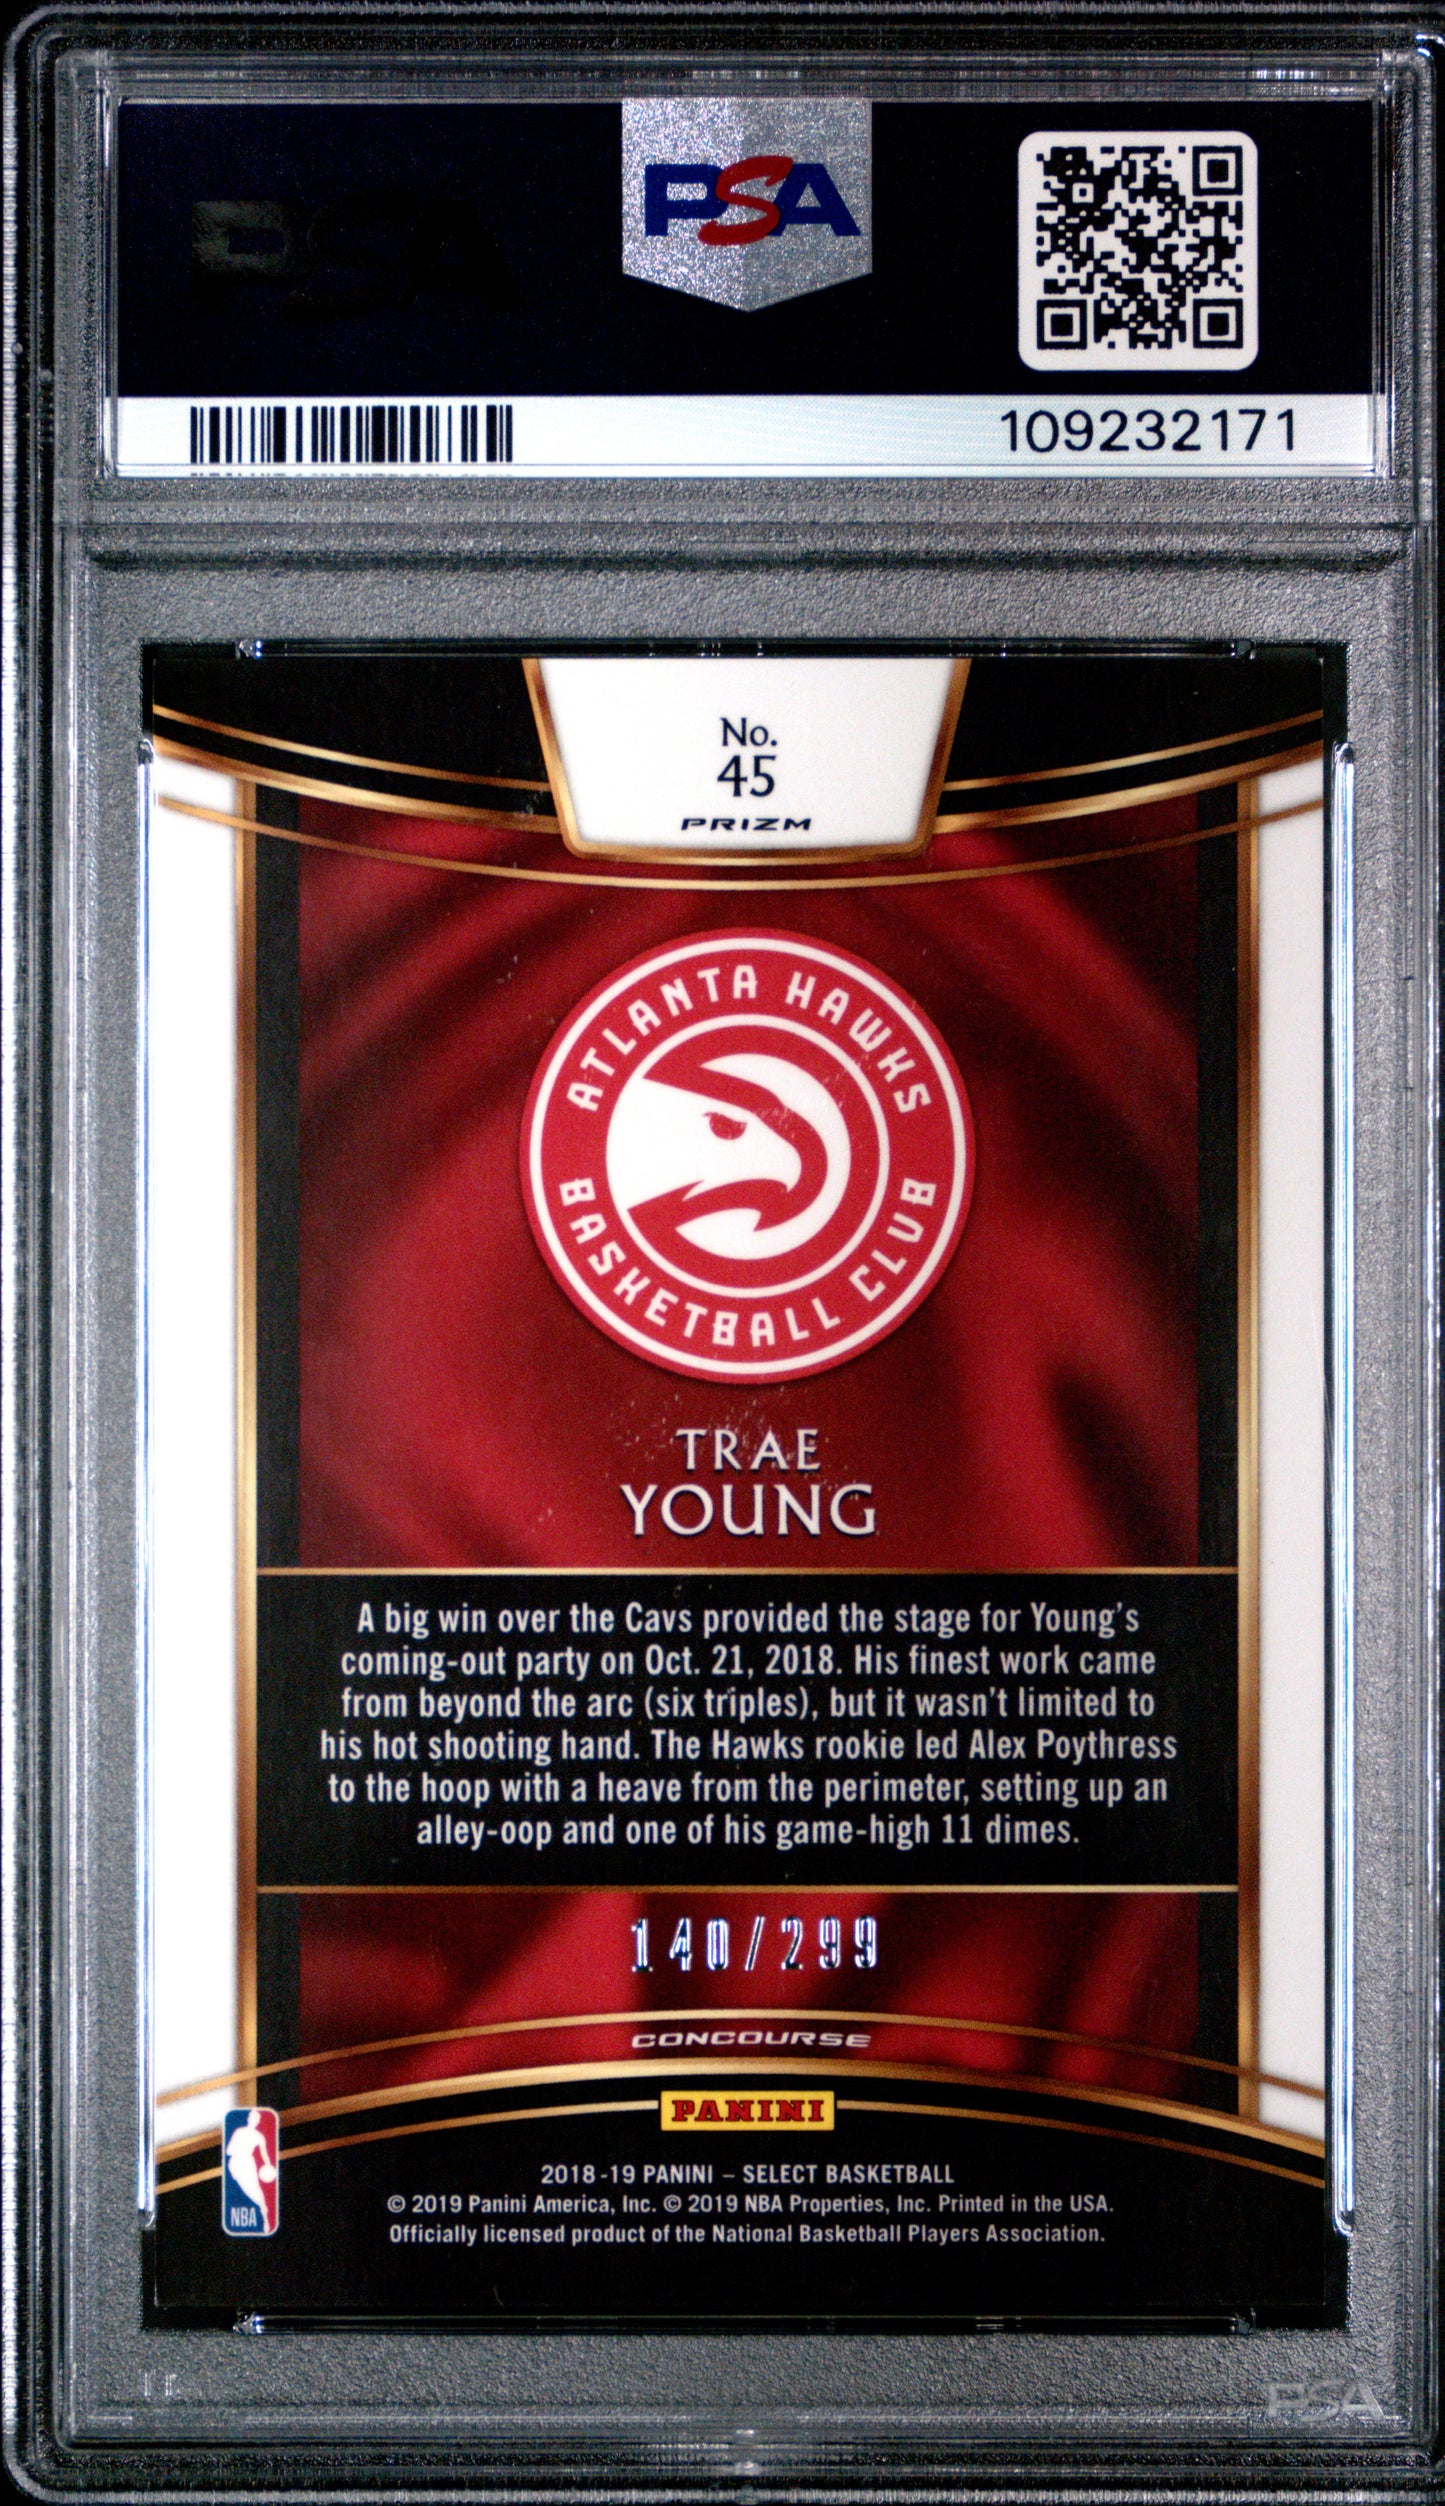 PSA
109232171
No.
45
PRIZM
ATLANTA HAWKS
BASKETBALL CLUB
TRAE
YOUNG
A big win over the Cavs provided the stage for Young's
coming-out party on Oct. 21, 2018. His finest work came
from beyond the arc (six triples), but it wasn't limited to
his hot shooting hand. The Hawks rookie led Alex Poythress
to the hoop with a heave from the perimeter, setting up an
alley-oop and one of his game-high 11 dimes.
140/299
CONCOURSE
PANINI
NBA
2018-19 PANINI – SELECT BASKETBALL
© 2019 Panini America, Inc. © 2019 NBA Properties, Inc. Printed in the USA.
Officially licensed product of the National Basketball Players Association.
PSA